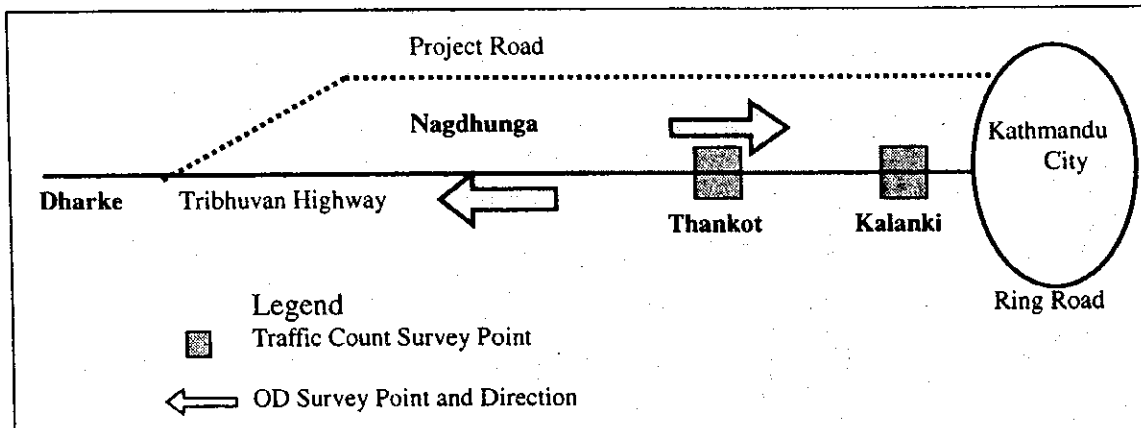 Project Road
Nagdhunga
Kathmandu
City
Dharke
Tribhuvan Highway
Thankot
Kalanki
Ring Road
Legend
Traffic Count Survey Point
OD Survey Point and Direction